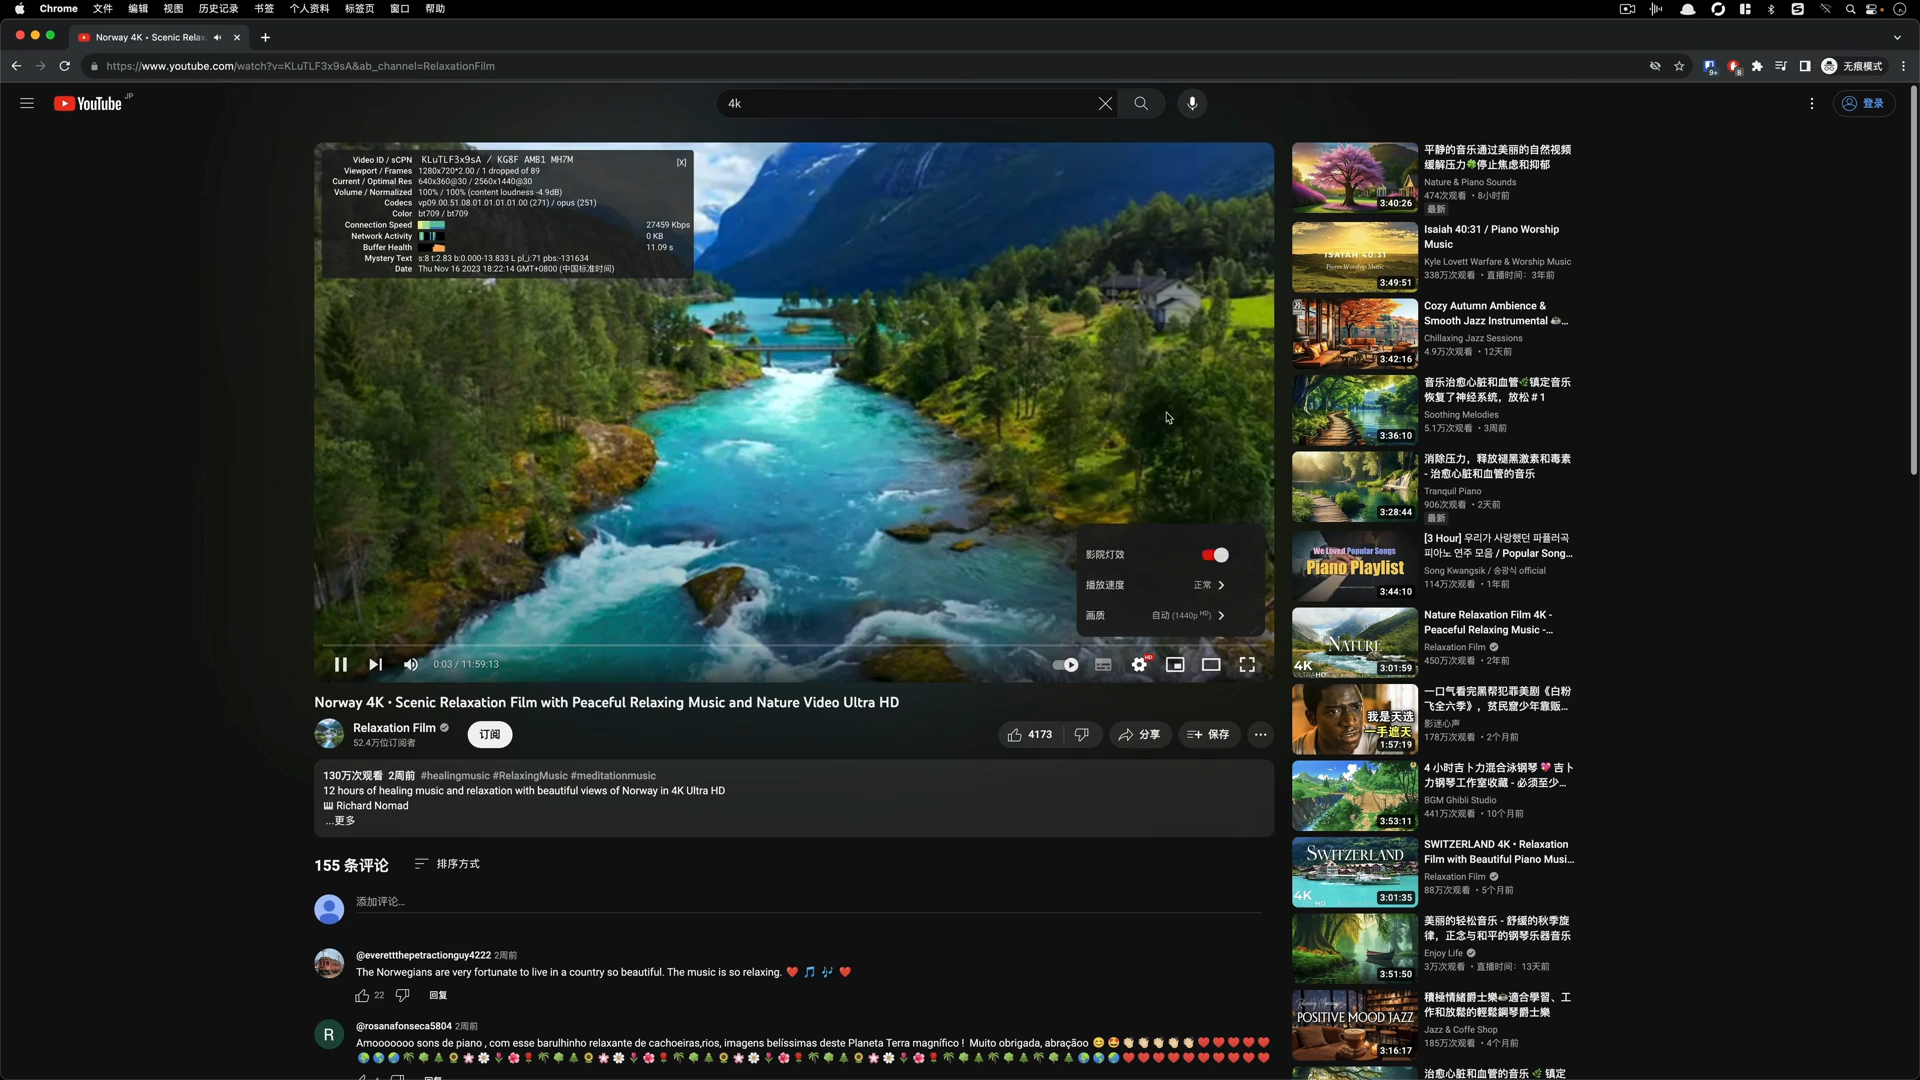 Chrome 文件 编辑 视图 历史记录 书签 个人资料 标签页 窗口 帮助
Norway 4K • Scenic Relax
https://www.youtube.com/watch?v=KLuTLF3x9sA&ab_channel=RelaxationFilm
9+ 8 无痕模式
YouTube JP
4k
登录
Video ID / sCPN KLuTLF3x9sA / KG8F AMB1 MH7M [X]
Viewport / Frames 1280x720*2.00 / 1 dropped of 89
Current / Optimal Res 640x360@30 / 2560x1440@30
Volume / Normalized 100% / 100% (content loudness -4.9dB)
Codecs vp09.00.51.08.01.01.01.01.00 (271) / opus (251)
Color bt709 / bt709
Connection Speed 27459 Kbps
Network Activity 0 KB
Buffer Health 11.09 s
Mystery Text s:8 t:2.83 b:0.000-13.833 L pl_i:71 pbs:-131634
Date Thu Nov 16 2023 18:22:14 GMT+0800 (中国标准时间)
影院灯效
播放速度 正常
画质 自动 (1440p HD)
0:03 / 11:59:13
HD
Norway 4K • Scenic Relaxation Film with Peaceful Relaxing Music and Nature Video Ultra HD
Relaxation Film
52.4万位订阅者
订阅
4173 分享 保存
130万次观看 2周前 #healingmusic #RelaxingMusic #meditationmusic
12 hours of healing music and relaxation with beautiful views of Norway in 4K Ultra HD
Richard Nomad
...更多
155 条评论 排序方式
添加评论...
@everettthepetractionguy4222 2周前
The Norwegians are very fortunate to live in a country so beautiful. The music is so relaxing. ❤️ 🎵 🎶 ❤️
22 回复
R
@rosanafonseca5804 2周前
Amooooooo sons de piano , com esse barulhinho relaxante de cachoeiras,rios, imagens belíssimas deste Planeta Terra magnífico ! Muito obrigada, abraçãoo
平静的音乐通过美丽的自然视频
缓解压力🍀停止焦虑和抑郁
Nature & Piano Sounds
474次观看 • 8小时前
最新
3:40:26
Isaiah 40:31 / Piano Worship
Music
Kyle Lovett Warfare & Worship Music
338万次观看 • 直播时间：3年前
ISAIAH 40:31
Piano Worship Music
3:49:51
Cozy Autumn Ambience &
Smooth Jazz Instrumental ☕...
Chillaxing Jazz Sessions
4.9万次观看 • 12天前
3:42:16
音乐治愈心脏和血管🌿镇定音乐
恢复了神经系统，放松 # 1
Soothing Melodies
5.1万次观看 • 3周前
3:36:10
消除压力，释放褪黑激素和毒素
- 治愈心脏和血管的音乐
Tranquil Piano
906次观看 • 2天前
最新
3:28:44
[3 Hour] 우리가 사랑했던 파퓰러곡
피아노 연주 모음 / Popular Song...
Song Kwangsik / 송광식 official
114万次观看 • 1年前
We Loved Popular Songs
Piano Playlist
3:44:10
Nature Relaxation Film 4K -
Peaceful Relaxing Music -...
Relaxation Film
450万次观看 • 2年前
NATURE
4K
ULTRA HD
3:01:59
一口气看完黑帮犯罪美剧《白粉
飞全六季》，贫民窟少年靠贩...
影迷心声
178万次观看 • 2个月前
我是天选
一手遮天
1:57:19
4 小时吉卜力混合泳钢琴 💖 吉卜
力钢琴工作室收藏 - 必须至少...
BGM Ghibli Studio
441万次观看 • 10个月前
3:53:11
SWITZERLAND 4K • Relaxation
Film with Beautiful Piano Musi...
Relaxation Film
88万次观看 • 5个月前
SWITZERLAND
4K
HD
3:01:35
美丽的轻松音乐 - 舒缓的秋季旋
律，正念与和平的钢琴乐器音乐
Enjoy Life
3万次观看 • 直播时间：13天前
3:51:50
積極情緒爵士樂☕適合學習、工
作和放鬆的輕鬆鋼琴爵士樂
Jazz & Coffe Shop
185万次观看 • 4个月前
POSITIVE MOOD JAZZ
3:16:17
治愈心脏和血管的音乐 🌿 镇定